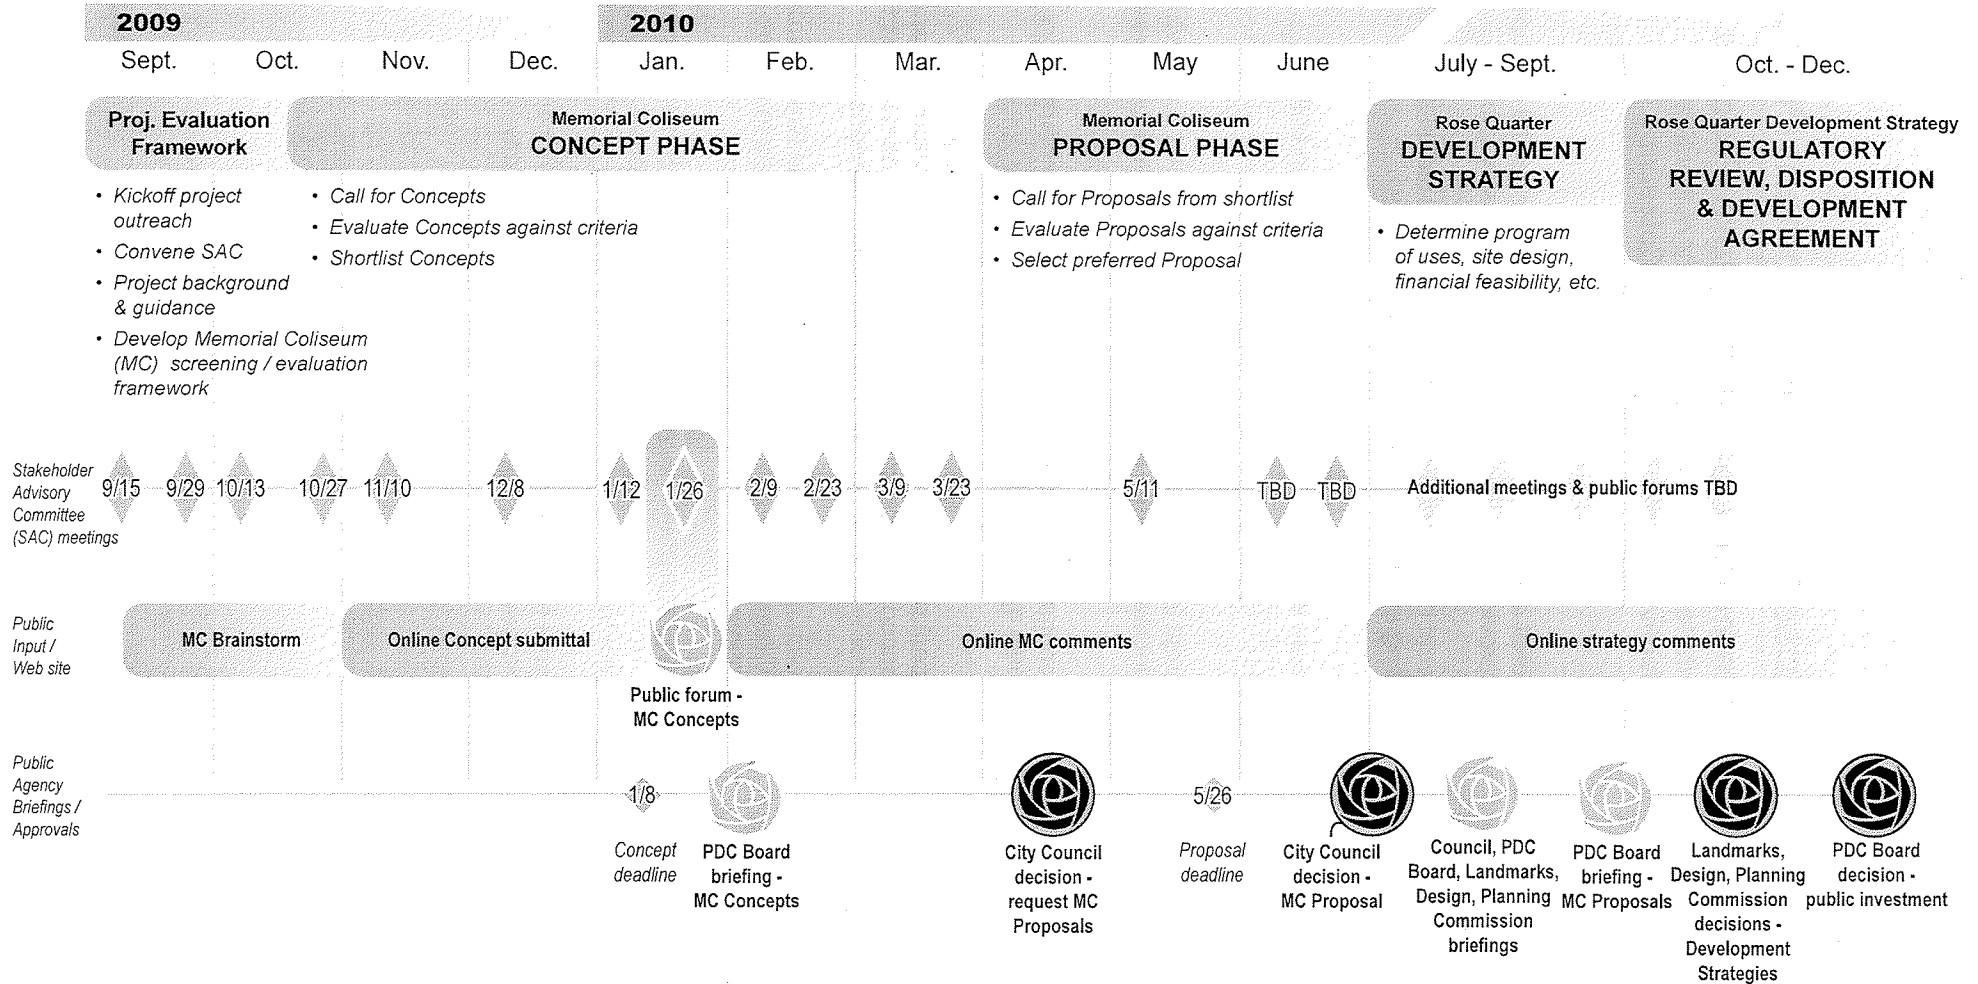 2009
2010
Sept. Oct. Nov. Dec. Jan. Feb. Mar. Apr. May June July - Sept. Oct. - Dec.
Proj. Evaluation
Framework
• Kickoff project
outreach
• Convene SAC
• Project background
& guidance
• Develop Memorial Coliseum
(MC) screening / evaluation
framework
Memorial Coliseum
CONCEPT PHASE
• Call for Concepts
• Evaluate Concepts against criteria
• Shortlist Concepts
Memorial Coliseum
PROPOSAL PHASE
• Call for Proposals from shortlist
• Evaluate Proposals against criteria
• Select preferred Proposal
Rose Quarter
DEVELOPMENT
STRATEGY
• Determine program
of uses, site design,
financial feasibility, etc.
Rose Quarter Development Strategy
REGULATORY
REVIEW, DISPOSITION
& DEVELOPMENT
AGREEMENT
Stakeholder
Advisory
Committee
(SAC) meetings
9/15 9/29 10/13 10/27 11/10 12/8 1/12 1/26 2/9 2/23 3/9 3/23 5/11 TBD TBD Additional meetings & public forums TBD
Public
Input /
Web site
MC Brainstorm
Online Concept submittal
Public forum -
MC Concepts
Online MC comments
Online strategy comments
Public
Agency
Briefings /
Approvals
1/8
Concept
deadline
PDC Board
briefing -
MC Concepts
City Council
decision -
request MC
Proposals
5/26
Proposal
deadline
City Council
decision -
MC Proposal
Council, PDC
Board, Landmarks,
Design, Planning
Commission
briefings
PDC Board
briefing -
MC Proposals
Landmarks,
Design, Planning
Commission
decisions -
Development
Strategies
PDC Board
decision -
public investment